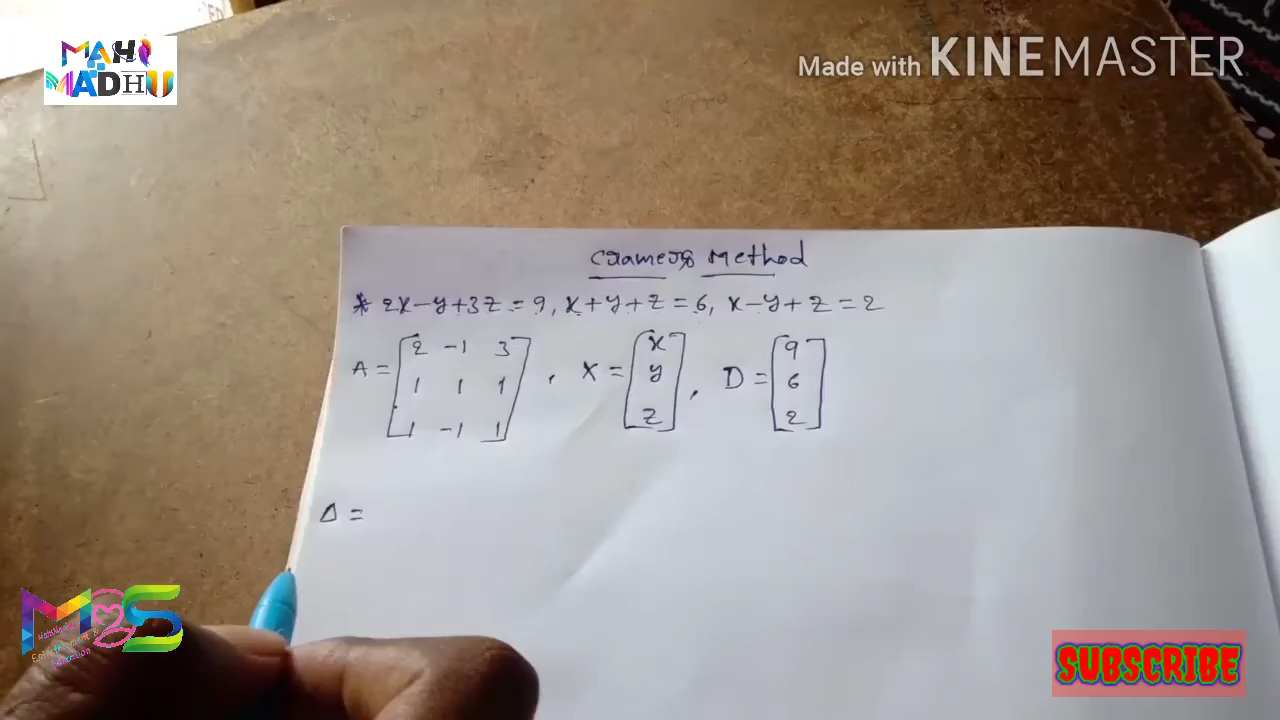 MAHI
MADHU
Made with KINEMASTER
Cramers Method
* 2x-y+3z=9, x+y+z=6, x-y+z=2
A = [2 -1 3
1 1 1
1 -1 1], X = [x
y
z], D = [9
6
2]
Δ =
MES
SUBSCRIBE